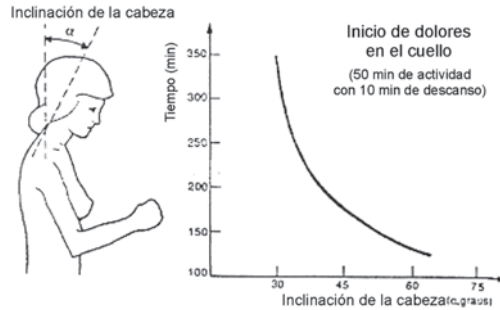 Inclinación de la cabeza
α
Inicio de dolores
en el cuello
(50 min de actividad
con 10 min de descanso)
Tiempo (min)
350
300
250
200
150
100
30
45
60
75
Inclinación de la cabeza(α,graus)